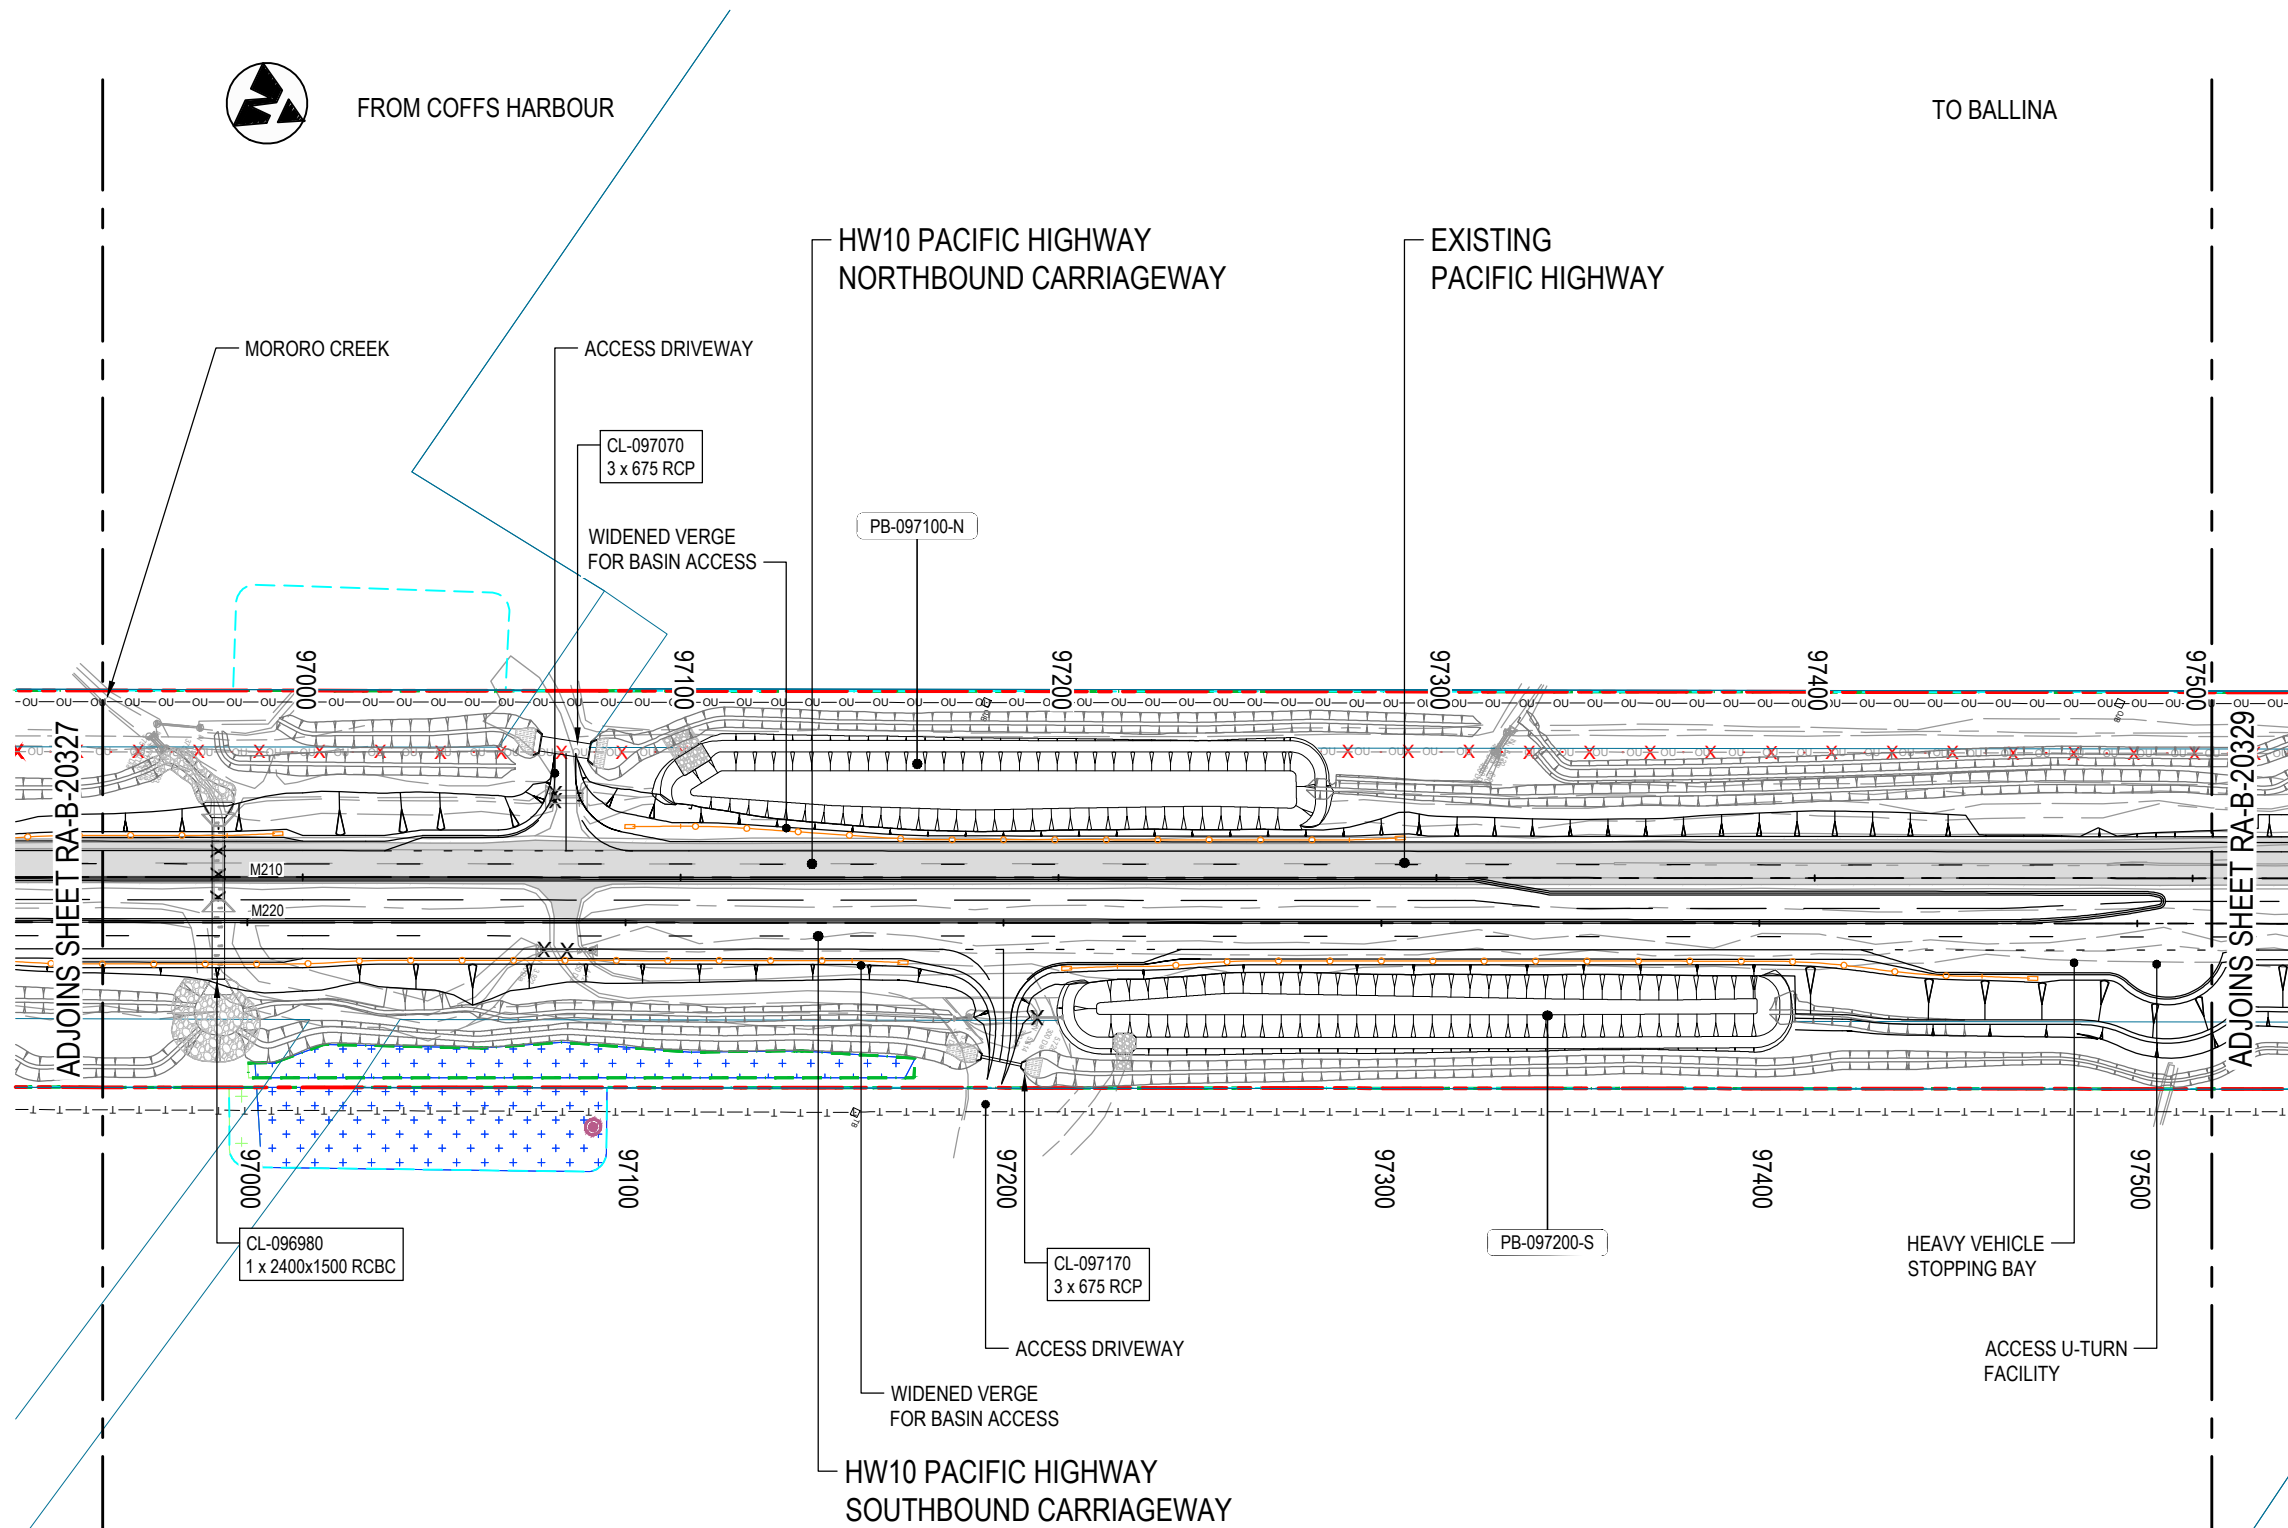 FROM COFFS HARBOUR
TO BALLINA
HW10 PACIFIC HIGHWAY
NORTHBOUND CARRIAGEWAY
EXISTING
PACIFIC HIGHWAY
MORORO CREEK
ACCESS DRIVEWAY
CL-097070
3 x 675 RCP
WIDENED VERGE
FOR BASIN ACCESS
PB-097100-N
97000
97100
97200
97300
97400
97500
ADJOINS SHEET RA-B-20327
ADJOINS SHEET RA-B-20329
M210
M220
97000
97100
97200
97300
97400
97500
CL-096980
1 x 2400x1500 RCBC
CL-097170
3 x 675 RCP
PB-097200-S
HEAVY VEHICLE
STOPPING BAY
ACCESS DRIVEWAY
ACCESS U-TURN
FACILITY
WIDENED VERGE
FOR BASIN ACCESS
HW10 PACIFIC HIGHWAY
SOUTHBOUND CARRIAGEWAY